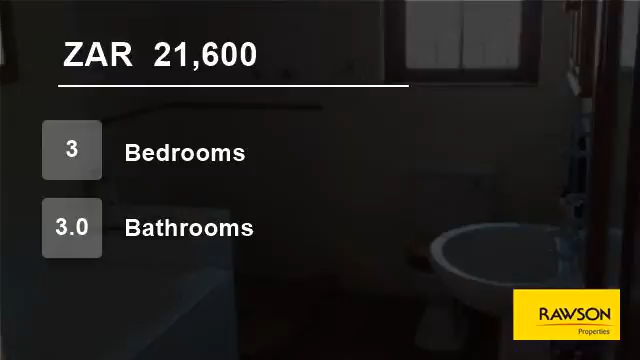 ZAR 21,600
3 Bedrooms
3.0 Bathrooms
RAWSON
Properties